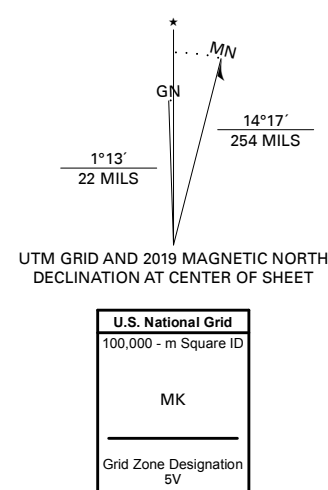 ★
MN
GN
14°17´
254 MILS
1°13´
22 MILS
UTM GRID AND 2019 MAGNETIC NORTH
DECLINATION AT CENTER OF SHEET
U.S. National Grid
100,000 - m Square ID
MK
Grid Zone Designation
5V